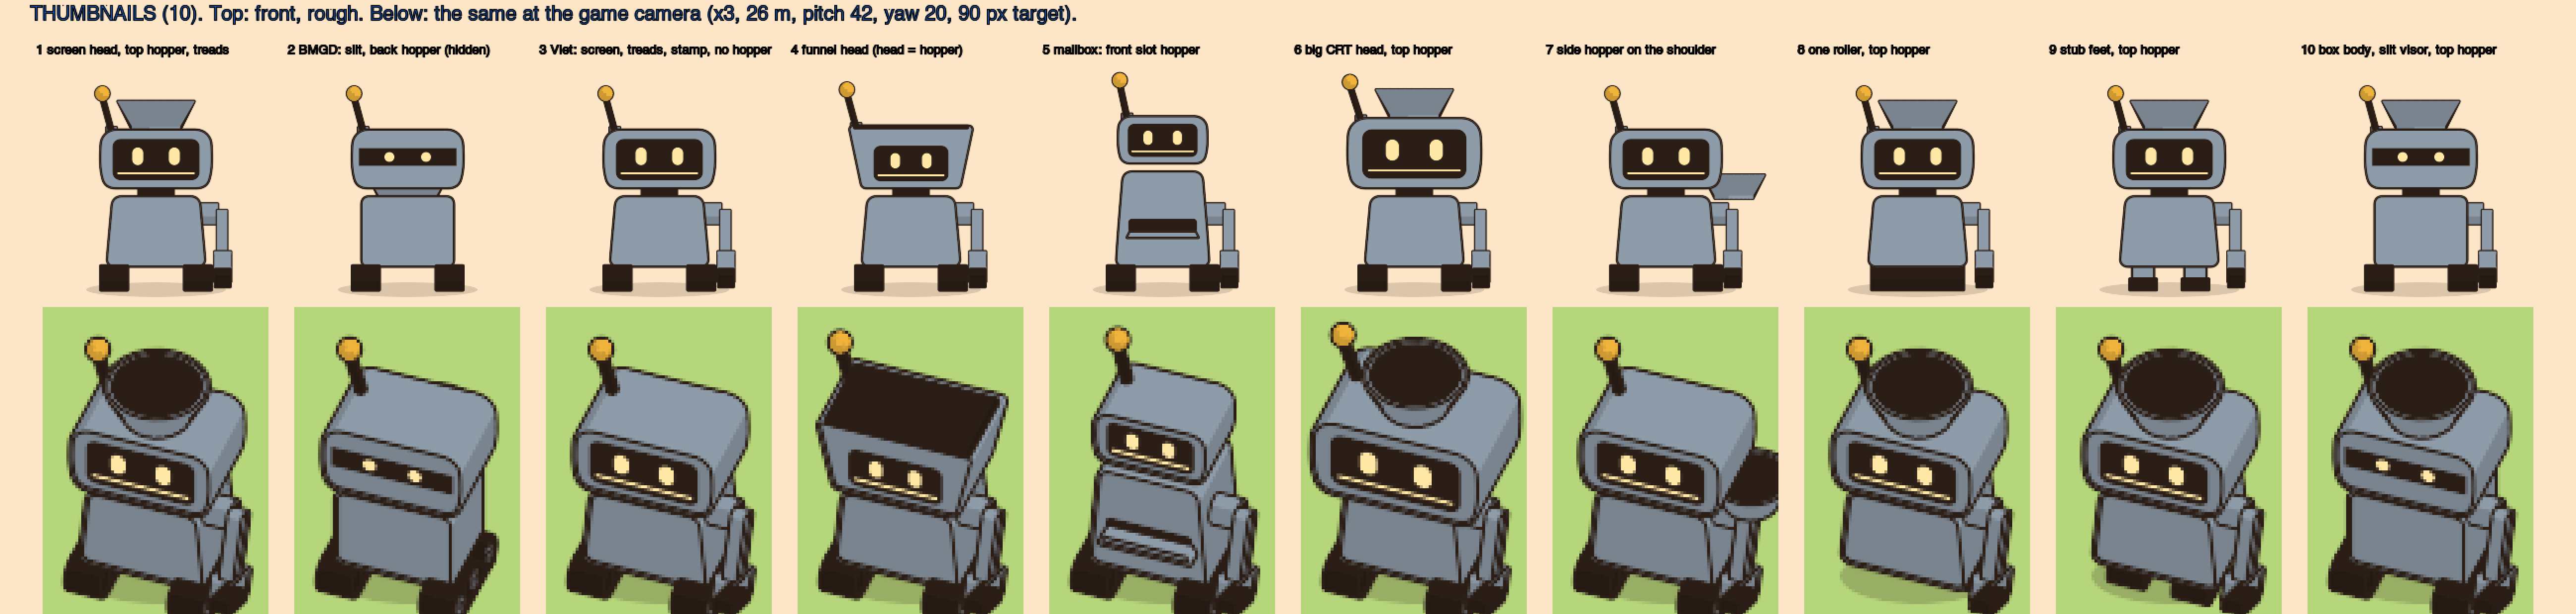 THUMBNAILS (10). Top: front, rough. Below: the same at the game camera (x3, 26 m, pitch 42, yaw 20, 90 px target).
1 screen head, top hopper, treads
2 BMGD: slit, back hopper (hidden)
3 Viet: screen, treads, stamp, no hopper
4 funnel head (head = hopper)
5 mailbox: front slot hopper
6 big CRT head, top hopper
7 side hopper on the shoulder
8 one roller, top hopper
9 stub feet, top hopper
10 box body, slit visor, top hopper